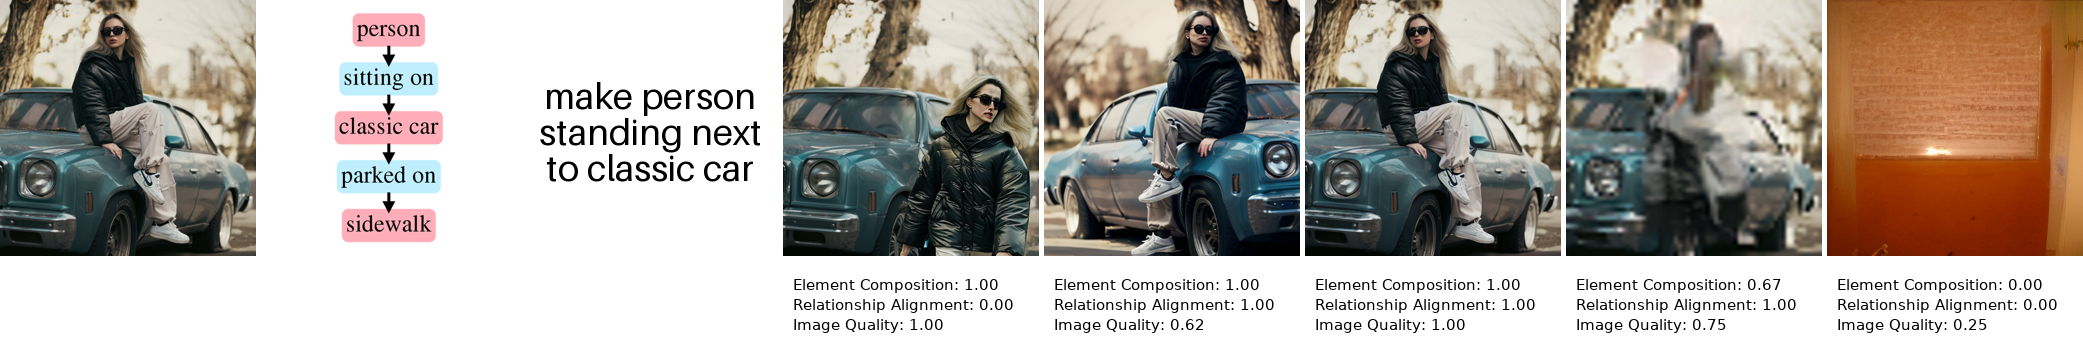 person
sitting on
classic car
parked on
sidewalk
make person
standing next
to classic car
Element Composition: 1.00
Relationship Alignment: 0.00
Image Quality: 1.00
Element Composition: 1.00
Relationship Alignment: 1.00
Image Quality: 0.62
Element Composition: 1.00
Relationship Alignment: 1.00
Image Quality: 1.00
Element Composition: 0.67
Relationship Alignment: 1.00
Image Quality: 0.75
Element Composition: 0.00
Relationship Alignment: 0.00
Image Quality: 0.25